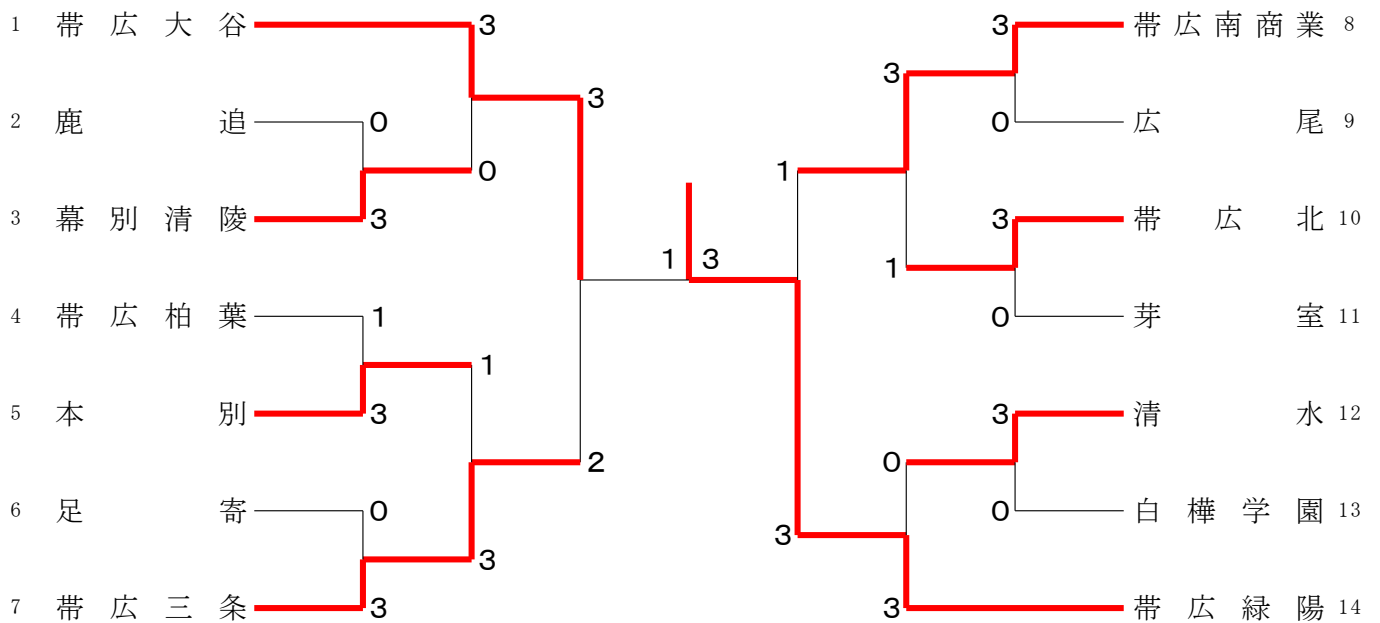 1 帯広大谷 3 3 帯広南商業 8
3 3
2 鹿追 0 0 広尾 9
0 1
3 幕別清陵 3 3 帯広北 10
1 3 1
4 帯広柏葉 1 0 芽室 11
1
5 本別 3 3 清水 12
2 0
6 足寄 0 0 白樺学園 13
3 3
7 帯広三条 3 3 帯広緑陽 14